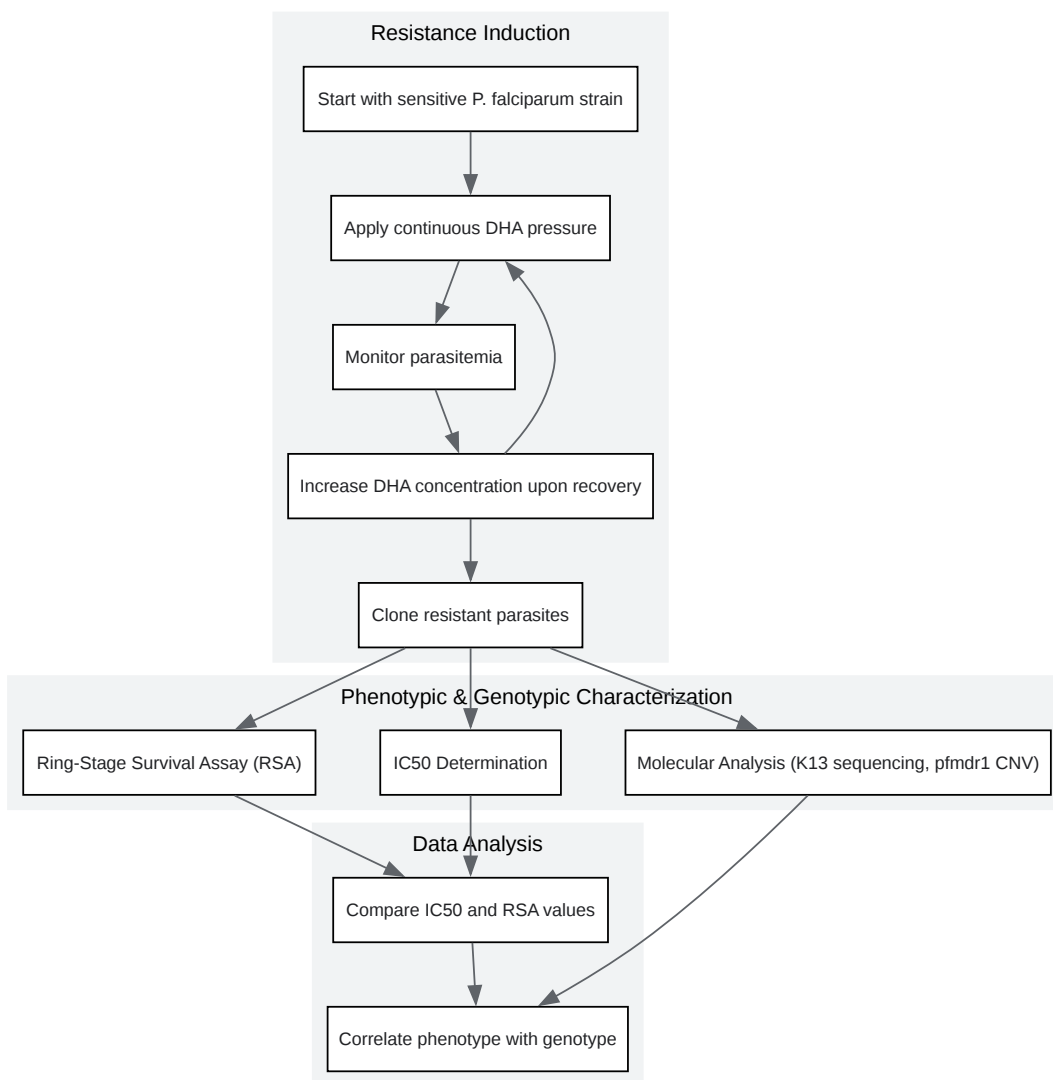 Resistance Induction
Start with sensitive P. falciparum strain
Apply continuous DHA pressure
Monitor parasitemia
Increase DHA concentration upon recovery
Clone resistant parasites
Phenotypic & Genotypic Characterization
Ring-Stage Survival Assay (RSA)
IC50 Determination
Molecular Analysis (K13 sequencing, pfmdr1 CNV)
Data Analysis
Compare IC50 and RSA values
Correlate phenotype with genotype